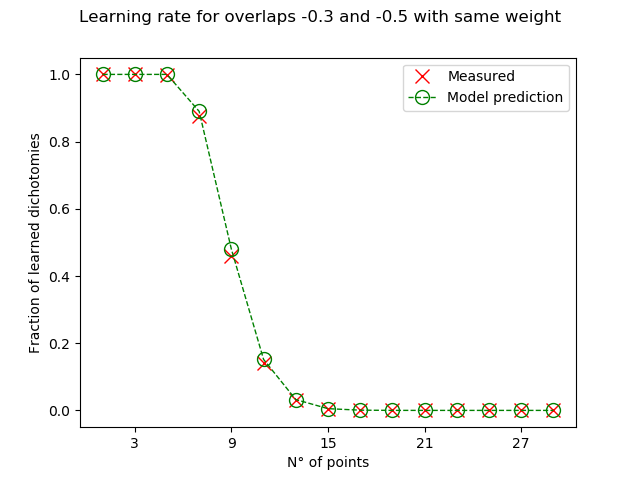 Learning rate for overlaps -0.3 and -0.5 with same weight
Measured
Model prediction
Fraction of learned dichotomies
1.0
0.8
0.6
0.4
0.2
0.0
3 9 15 21 27
N° of points